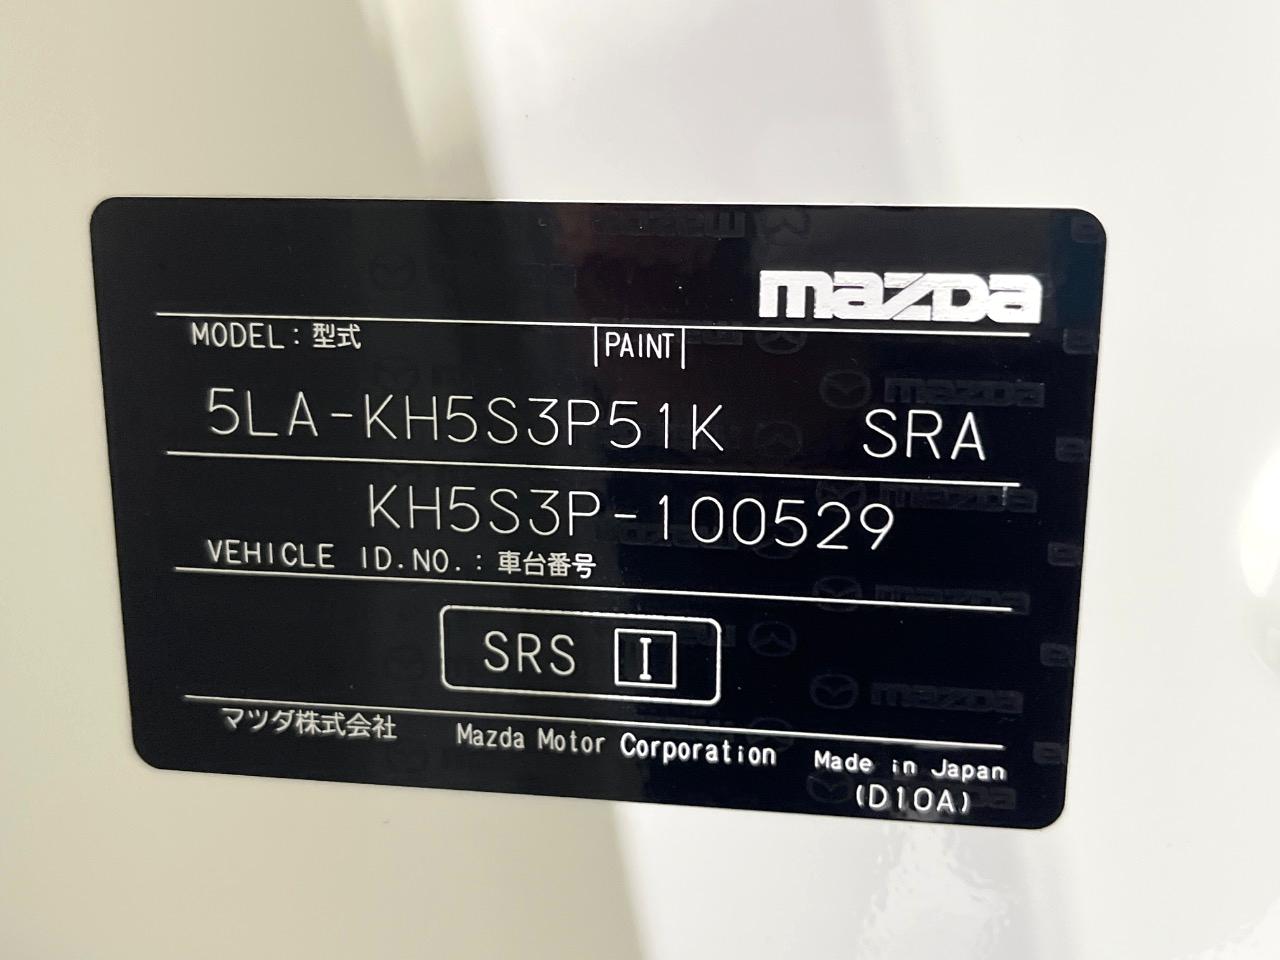 mazda
MODEL : 型式 PAINT
5LA-KH5S3P51K SRA
KH5S3P-100529
VEHICLE ID.NO. : 車台番号
SRS I
マツダ株式会社 Mazda Motor Corporation Made in Japan
(D10A)